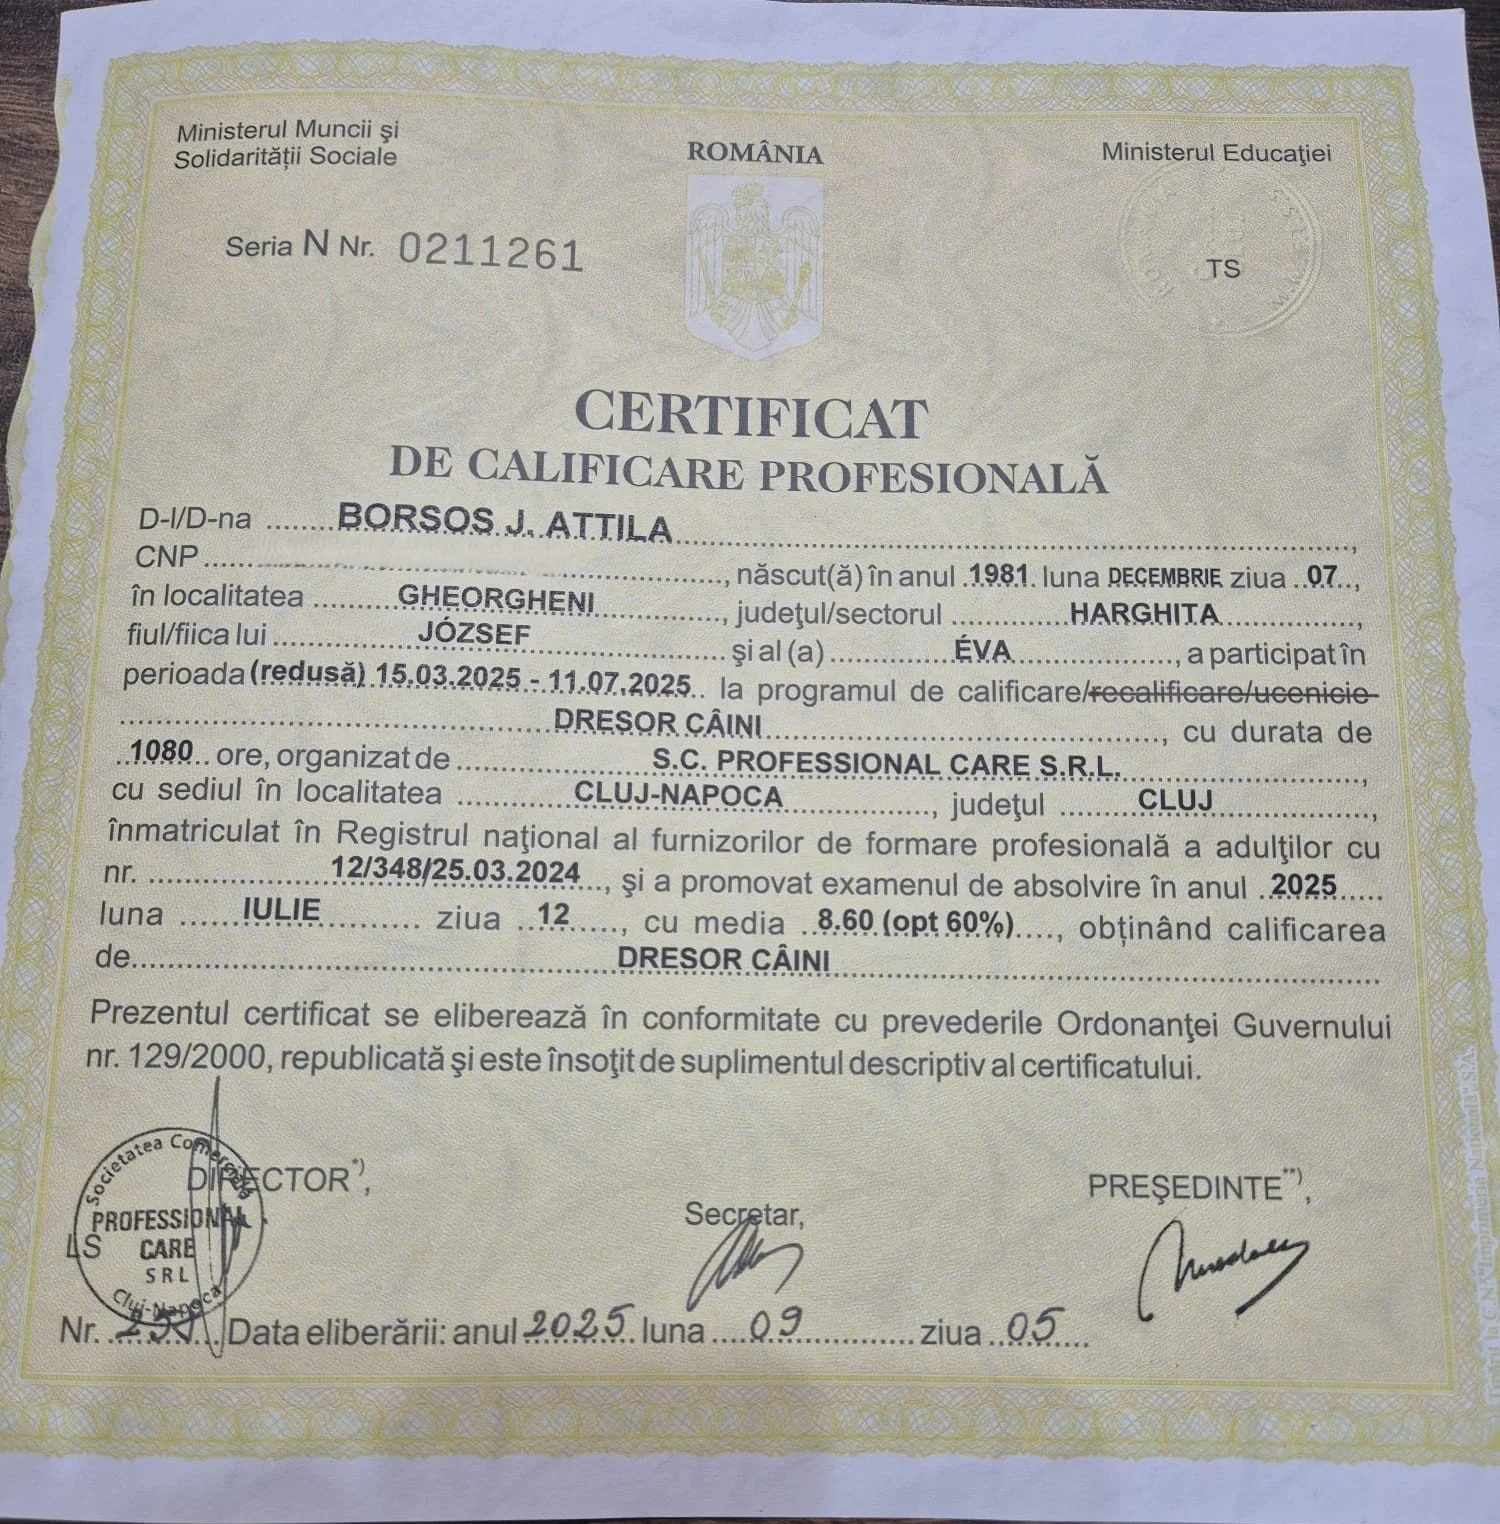 Ministerul Muncii şi
Solidarității Sociale
ROMÂNIA
Ministerul Educaţiei
Seria N Nr. 0211261
TS
CERTIFICAT
DE CALIFICARE PROFESIONALĂ
D-l/D-na ........BORSOS J. ATTILA........,
CNP........, născut(ă) în anul .1981. luna DECEMBRIE ziua ..07..,
în localitatea ........GHEORGHENI........, judeţul/sectorul ........HARGHITA........,
fiul/fiica lui ........JÓZSEF........ şi al (a) ........ÉVA........, a participat în
perioada (redusă) 15.03.2025 - 11.07.2025.. la programul de calificare/recalificare/ucenicie
........DRESOR CÂINI........, cu durata de
..1080.. ore, organizat de ........S.C. PROFESSIONAL CARE S.R.L.........,
cu sediul în localitatea ........CLUJ-NAPOCA........, judeţul ........CLUJ........,
înmatriculat în Registrul naţional al furnizorilor de formare profesională a adulţilor cu
nr. ........12/348/25.03.2024...., şi a promovat examenul de absolvire în anul ..2025.....
luna ......IULIE........ ziua ...12....., cu media ..8.60 (opt 60%)...., obținând calificarea
de........DRESOR CÂINI........
Prezentul certificat se eliberează în conformitate cu prevederile Ordonanţei Guvernului
nr. 129/2000, republicată şi este însoţit de suplimentul descriptiv al certificatului.
DIRECTOR*),
Secretar,
PREŞEDINTE**),
LS
Societatea Comercială
PROFESSIONAL
CARE
SRL
Cluj-Napoca
Nr. Data eliberării: anul 2025 luna ....09........ ziua ..05....
C.N. "Imprimeria Naţională" S.A.